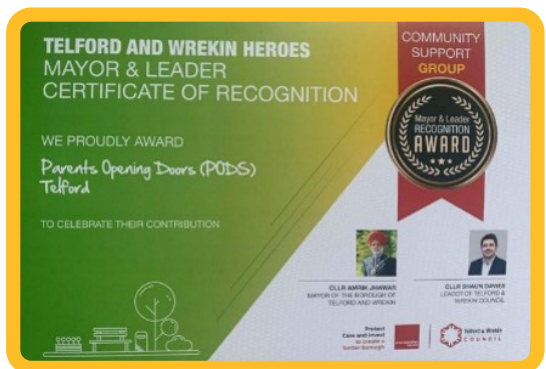 TELFORD AND WREKIN HEROES
MAYOR & LEADER
CERTIFICATE OF RECOGNITION
WE PROUDLY AWARD
Parents Opening Doors (PODS)
Telford
TO CELEBRATE THEIR CONTRIBUTION
COMMUNITY
SUPPORT
GROUP
Mayor & Leader
RECOGNITION
AWARD
CLLR AMRIK JHAWAR
MAYOR OF THE BOROUGH OF
TELFORD AND WREKIN
CLLR SHAUN DAVIES
LEADER OF TELFORD &
WREKIN COUNCIL
Protect
Care and Invest
to create a
better borough
Telford & Wrekin
COUNCIL